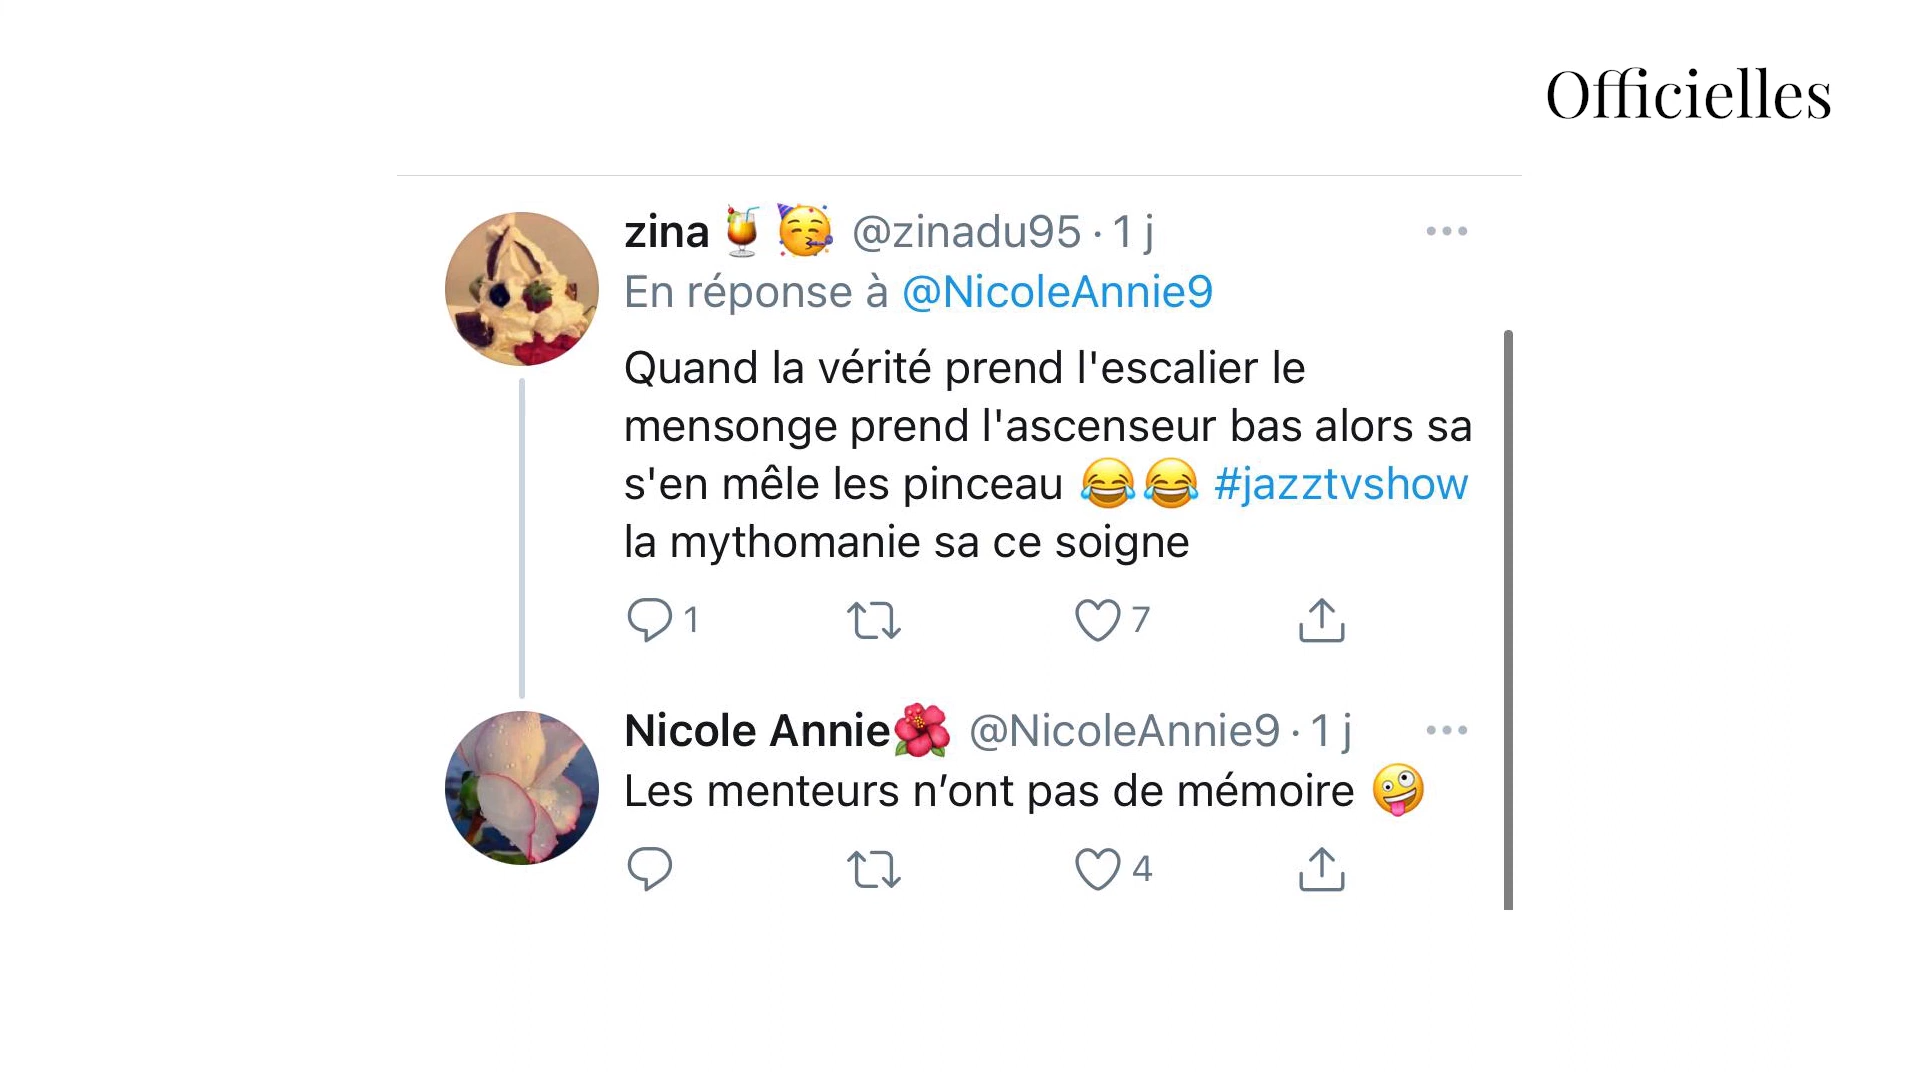 Officielles
zina🍹🥳 @zinadu95 · 1 j
En réponse à @NicoleAnnie9
Quand la vérité prend l'escalier le
mensonge prend l'ascenseur bas alors sa
s'en mêle les pinceau 😂😂 #jazztvshow
la mythomanie sa ce soigne
1 7
Nicole Annie🌺 @NicoleAnnie9 · 1 j
Les menteurs n’ont pas de mémoire 🤪
4